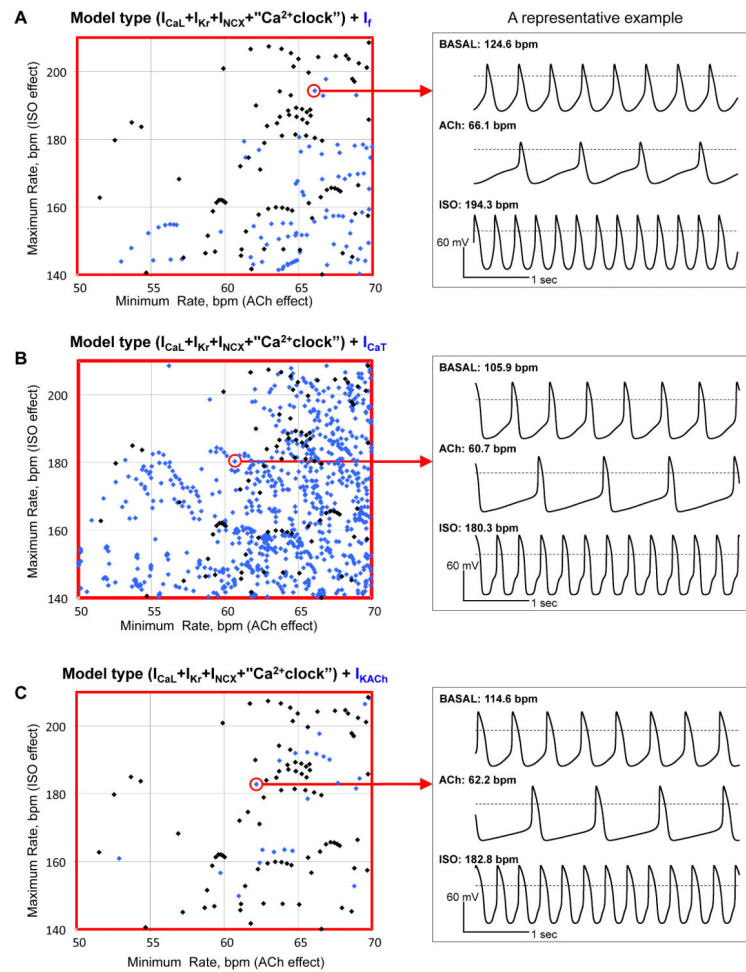 A
Model type (ICaL+IKr+INCX+"Ca2+clock") + If
A representative example
Maximum Rate, bpm (ISO effect)
200
180
160
140
50
55
60
65
70
Minimum Rate, bpm (ACh effect)
BASAL: 124.6 bpm
ACh: 66.1 bpm
ISO: 194.3 bpm
60 mV
1 sec
B
Model type (ICaL+IKr+INCX+"Ca2+clock") + ICaT
Maximum Rate, bpm (ISO effect)
200
180
160
140
50
55
60
65
70
Minimum Rate, bpm (ACh effect)
BASAL: 105.9 bpm
ACh: 60.7 bpm
ISO: 180.3 bpm
60 mV
1 sec
C
Model type (ICaL+IKr+INCX+"Ca2+clock") + IKACh
Maximum Rate, bpm (ISO effect)
200
180
160
140
50
55
60
65
70
Minimum Rate, bpm (ACh effect)
BASAL: 114.6 bpm
ACh: 62.2 bpm
ISO: 182.8 bpm
60 mV
1 sec